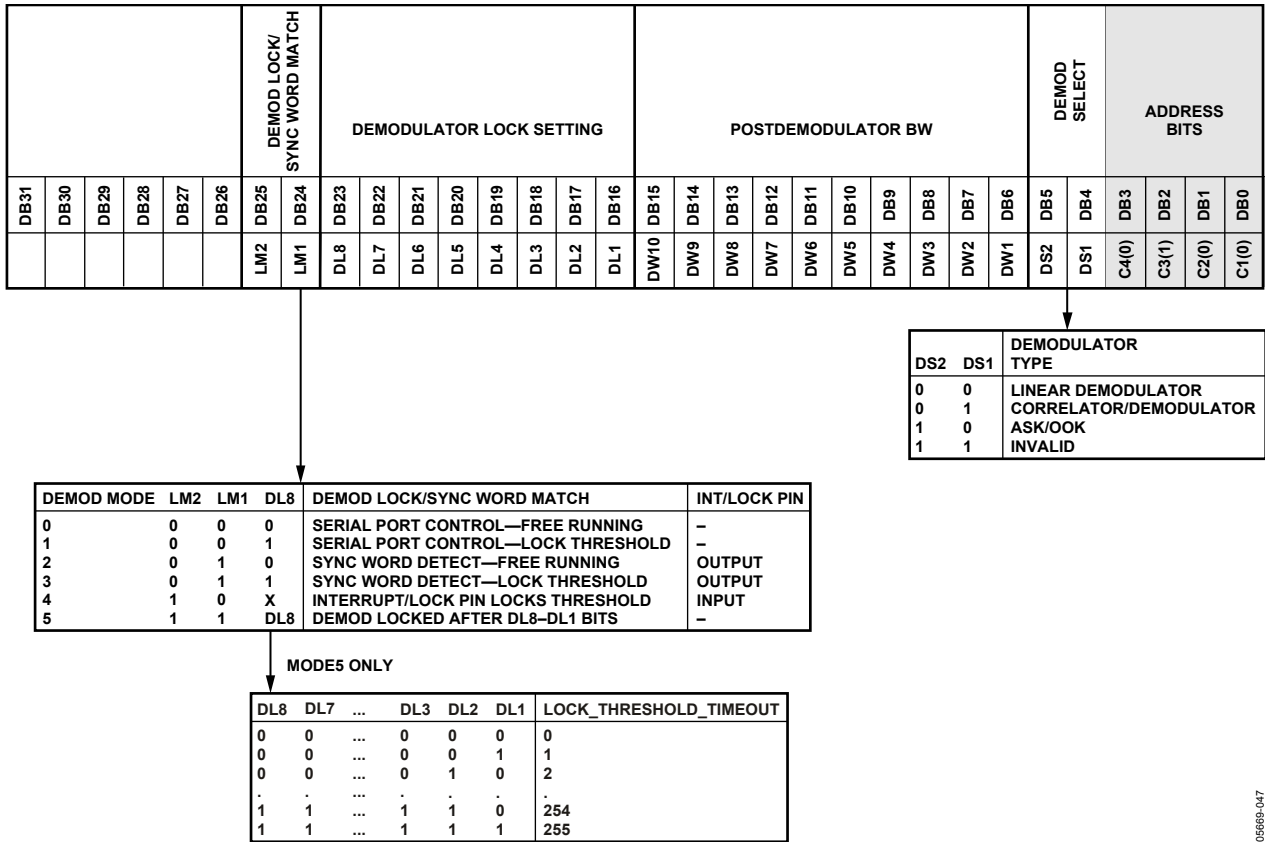 DEMOD LOCK/
SYNC WORD MATCH
DEMODULATOR LOCK SETTING
POSTDEMODULATOR BW
DEMOD
SELECT
ADDRESS
BITS
DB31 DB30 DB29 DB28 DB27 DB26 DB25 DB24 DB23 DB22 DB21 DB20 DB19 DB18 DB17 DB16 DB15 DB14 DB13 DB12 DB11 DB10 DB9 DB8 DB7 DB6 DB5 DB4 DB3 DB2 DB1 DB0
LM2 LM1 DL8 DL7 DL6 DL5 DL4 DL3 DL2 DL1 DW10 DW9 DW8 DW7 DW6 DW5 DW4 DW3 DW2 DW1 DS2 DS1 C4(0) C3(1) C2(0) C1(0)
DEMODULATOR
DS2 DS1 TYPE
0 0 LINEAR DEMODULATOR
0 1 CORRELATOR/DEMODULATOR
1 0 ASK/OOK
1 1 INVALID
DEMOD MODE LM2 LM1 DL8 DEMOD LOCK/SYNC WORD MATCH INT/LOCK PIN
0 0 0 0 SERIAL PORT CONTROL—FREE RUNNING –
1 0 0 1 SERIAL PORT CONTROL—LOCK THRESHOLD –
2 0 1 0 SYNC WORD DETECT—FREE RUNNING OUTPUT
3 0 1 1 SYNC WORD DETECT—LOCK THRESHOLD OUTPUT
4 1 0 X INTERRUPT/LOCK PIN LOCKS THRESHOLD INPUT
5 1 1 DL8 DEMOD LOCKED AFTER DL8–DL1 BITS –
MODE5 ONLY
DL8 DL7 ... DL3 DL2 DL1 LOCK_THRESHOLD_TIMEOUT
0 0 ... 0 0 0 0
0 0 ... 0 0 1 1
0 0 ... 0 1 0 2
. . ... . . . .
1 1 ... 1 1 0 254
1 1 ... 1 1 1 255
05669-047